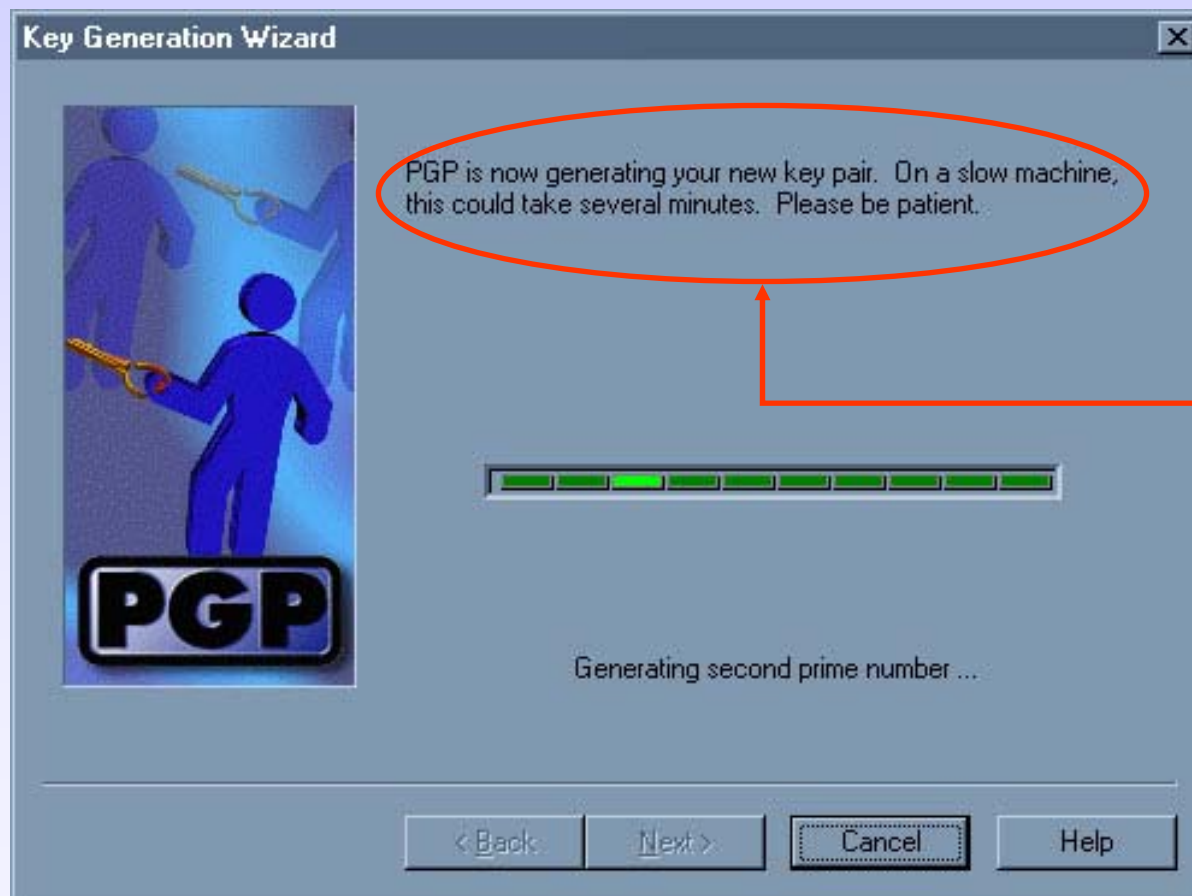 Key Generation Wizard
PGP is now generating your new key pair. On a slow machine,
this could take several minutes. Please be patient.
PGP
Generating second prime number ...
< Back
Next >
Cancel
Help